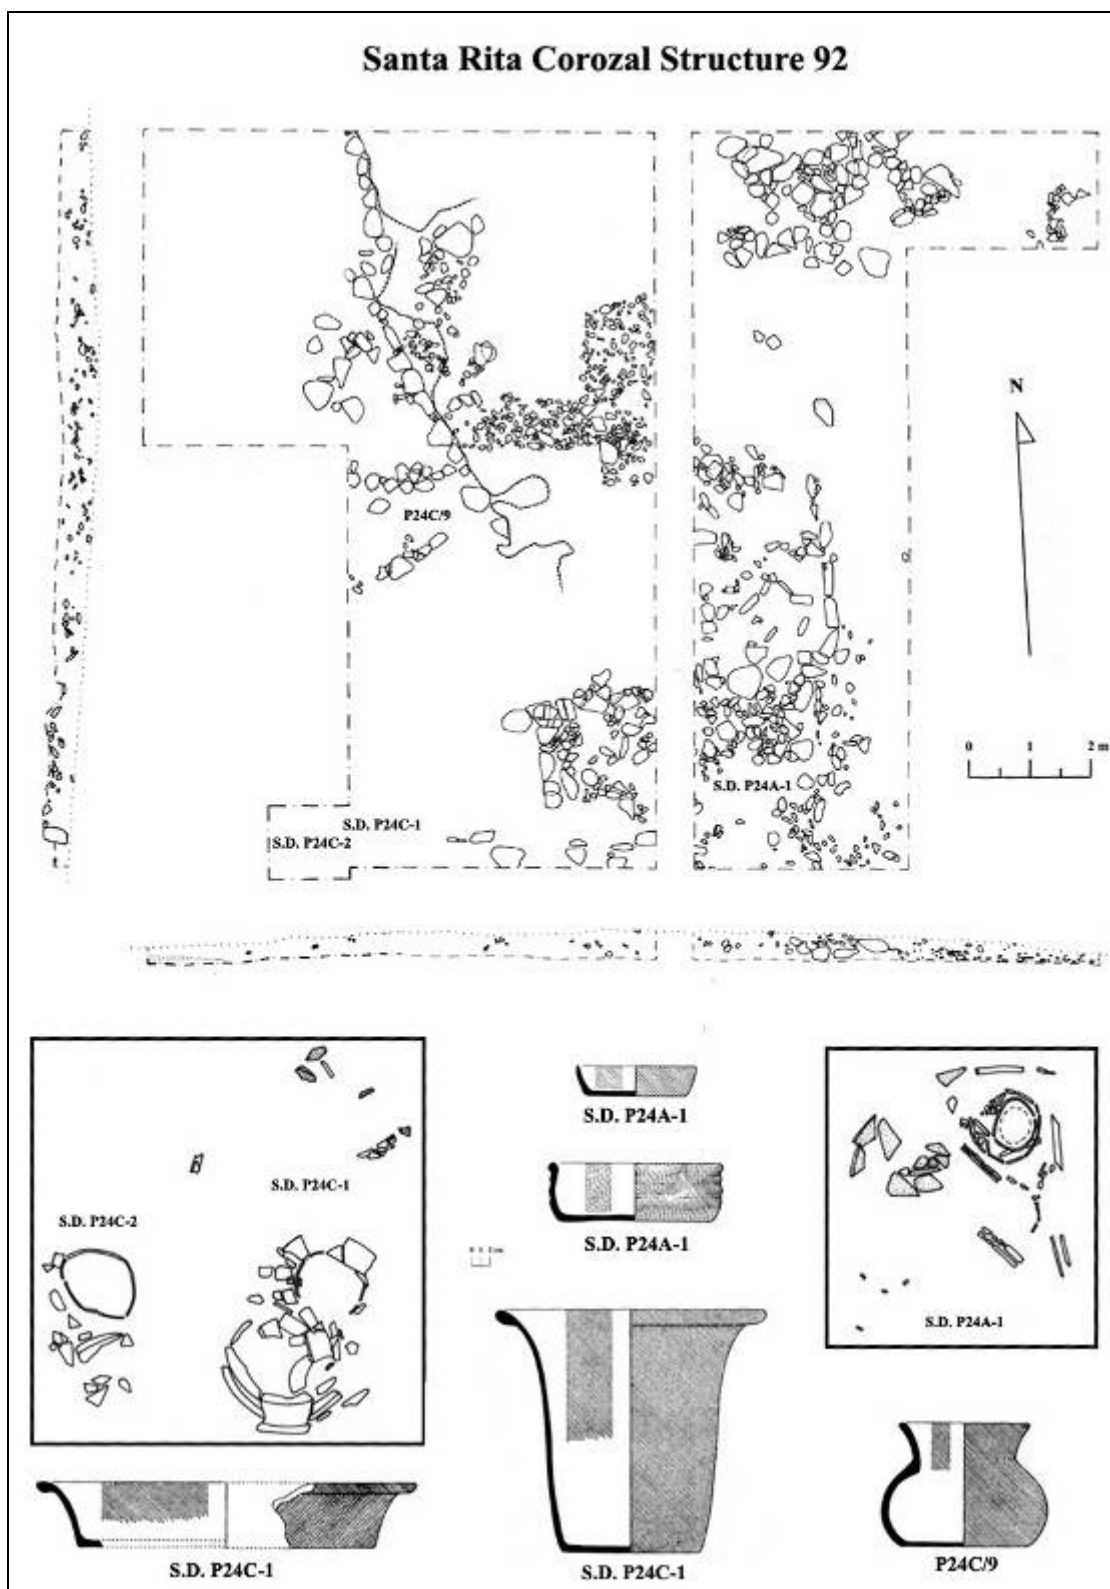 Santa Rita Corozal Structure 92
N
P24C/9
0 1 2 m
S.D. P24A-1
S.D. P24C-1
S.D. P24C-2
S.D. P24A-1
S.D. P24C-1
S.D. P24C-2
S.D. P24A-1
S.D. P24A-1
S.D. P24C-1
S.D. P24C-1
P24C/9